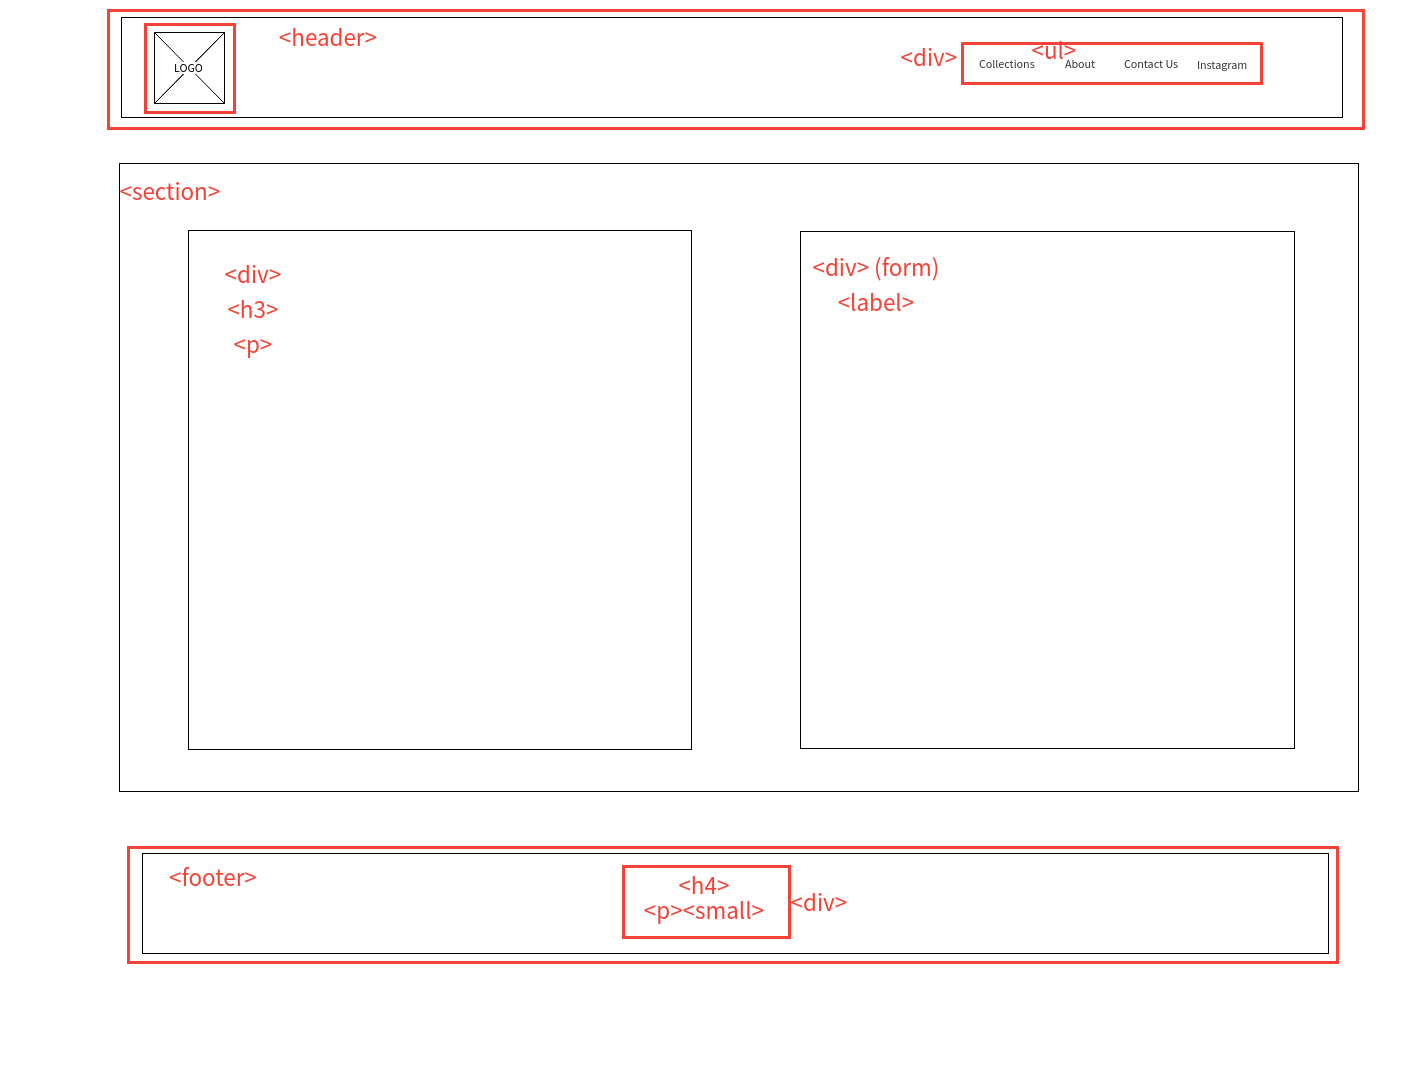 <header>
LOGO
<div>
<ul>
Collections About Contact Us Instagram
<section>
<div>
<h3>
<p>
<div> (form)
<label>
<footer>
<h4>
<p><small>
<div>